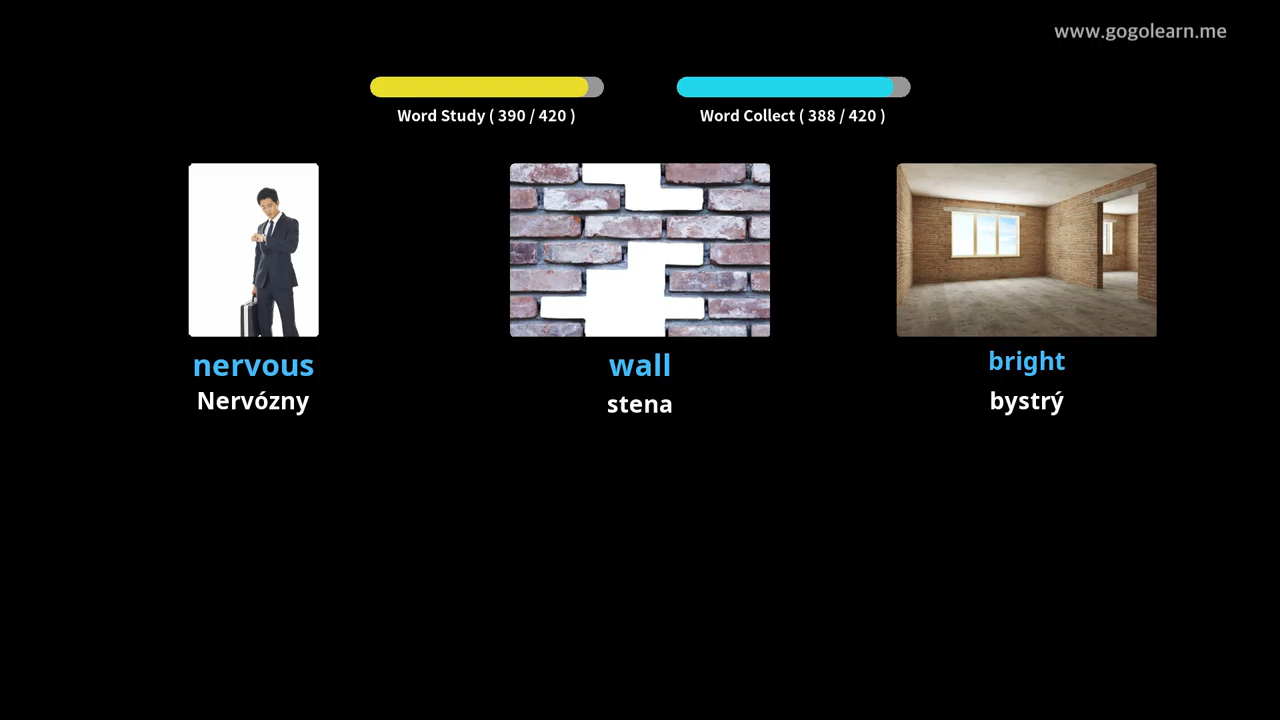 www.gogolearn.me
Word Study ( 390 / 420 )
Word Collect ( 388 / 420 )
nervous
Nervózny
wall
stena
bright
bystrý